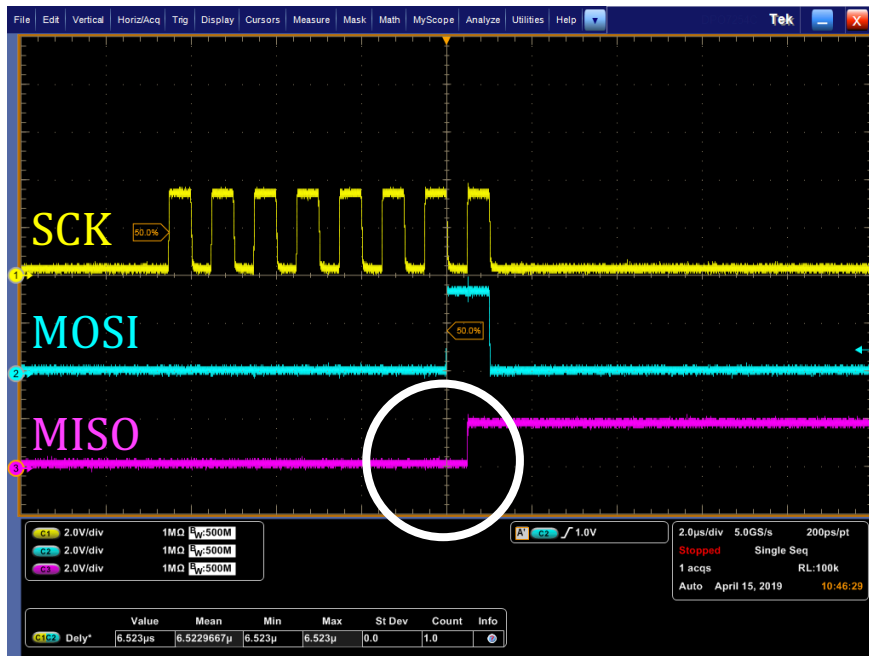 File Edit Vertical Horiz/Acq Trig Display Cursors Measure Mask Math MyScope Analyze Utilities Help Tek X
SCK 50.0%
1
MOSI 50.0%
2
MISO
3
C1 2.0V/div 1MΩ BW:500M
C2 2.0V/div 1MΩ BW:500M
C3 2.0V/div 1MΩ BW:500M
A' C2 1.0V
2.0µs/div 5.0GS/s 200ps/pt
Stopped Single Seq
1 acqs RL:100k
Auto April 15, 2019 10:46:29
Value Mean Min Max St Dev Count Info
C1C2 Dely* 6.523µs 6.5229667µ 6.523µ 6.523µ 0.0 1.0